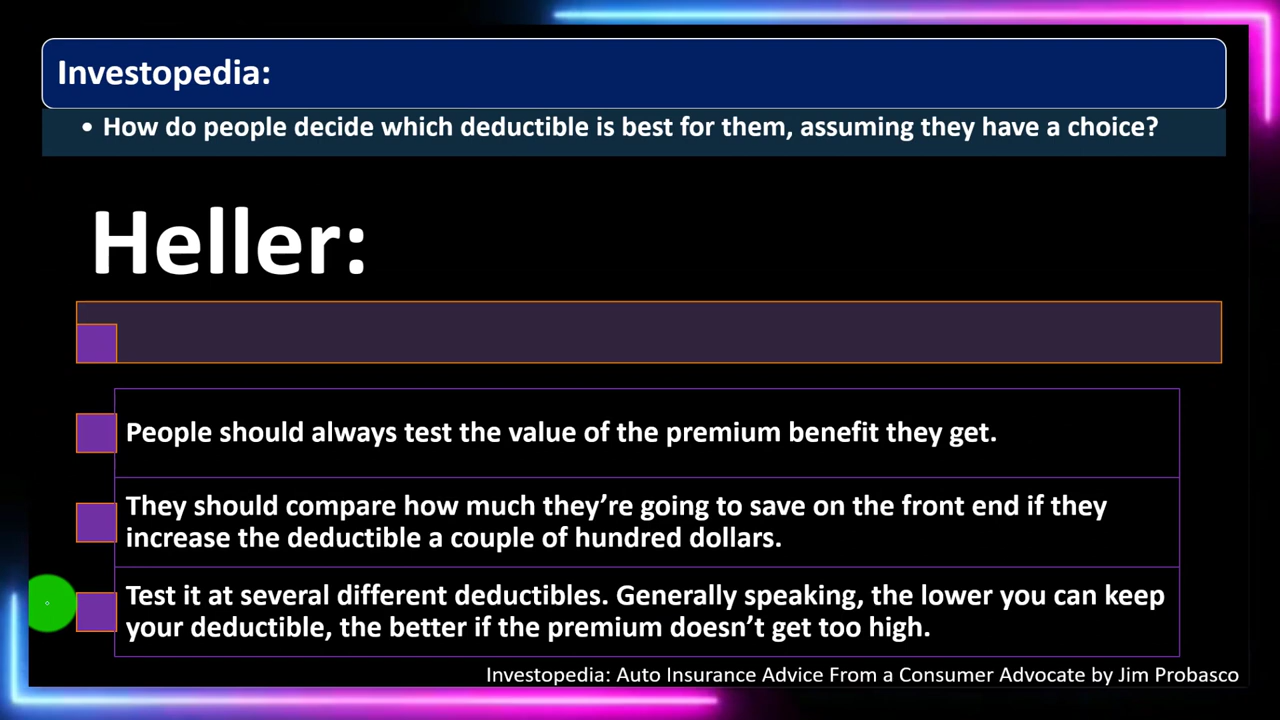 Investopedia:
• How do people decide which deductible is best for them, assuming they have a choice?
Heller:
People should always test the value of the premium benefit they get.
They should compare how much they’re going to save on the front end if they
increase the deductible a couple of hundred dollars.
Test it at several different deductibles. Generally speaking, the lower you can keep
your deductible, the better if the premium doesn’t get too high.
Investopedia: Auto Insurance Advice From a Consumer Advocate by Jim Probasco